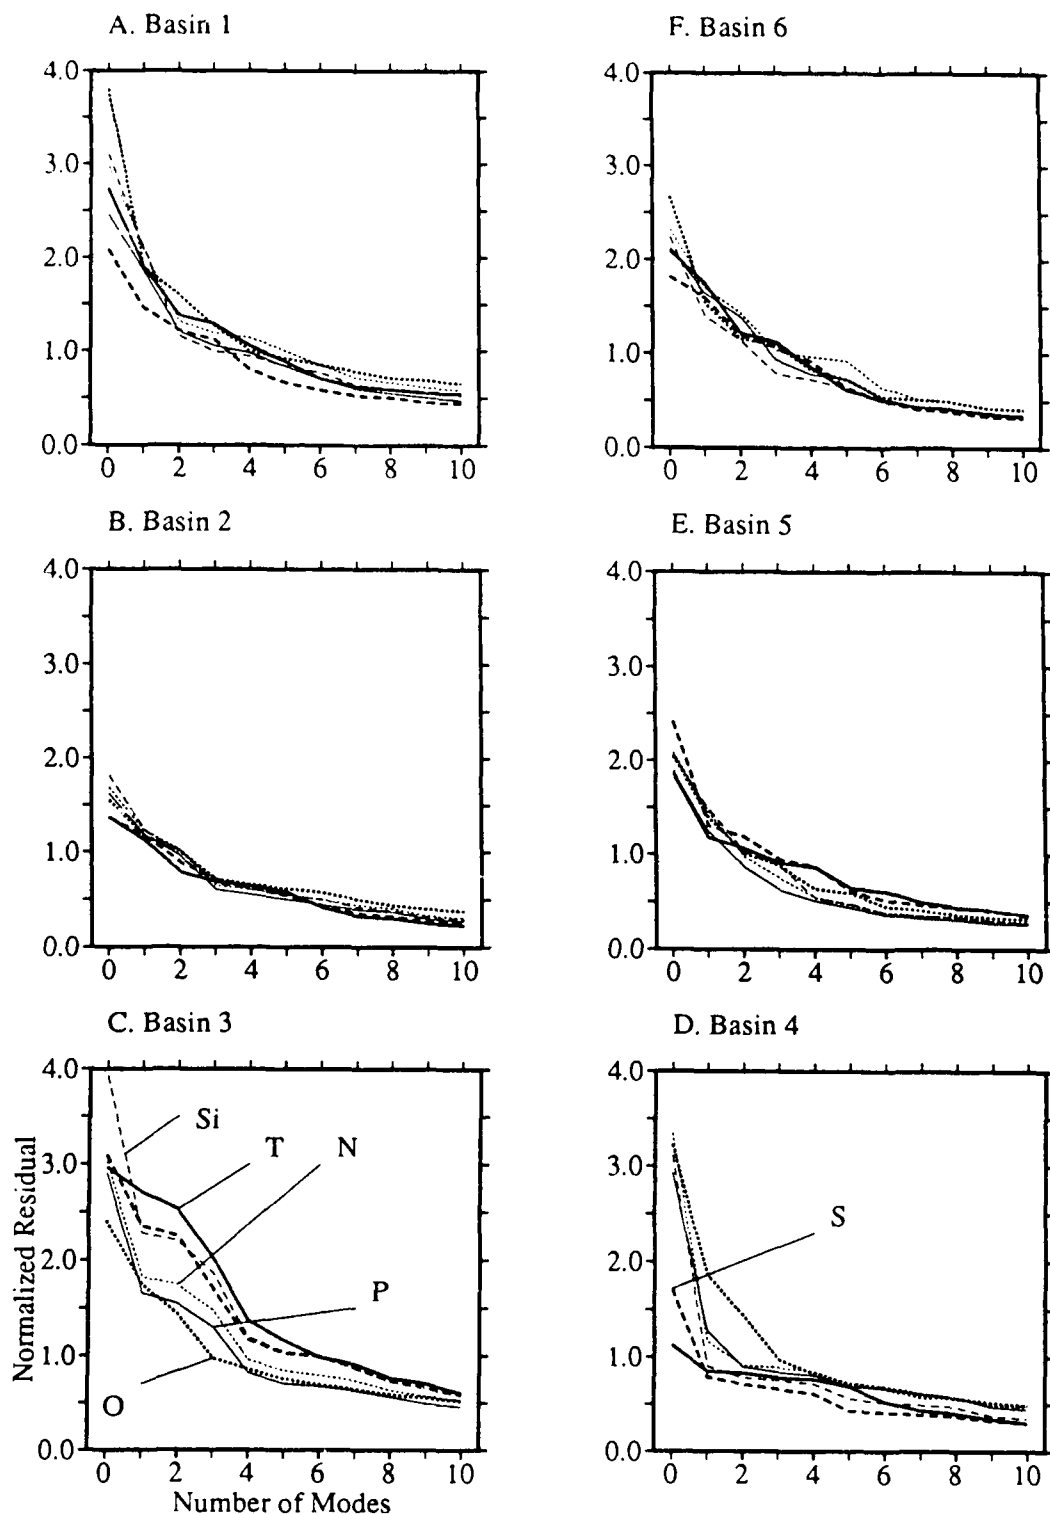 A. Basin 1
4.0
3.0
2.0
1.0
0.0
0 2 4 6 8 10
F. Basin 6
4.0
3.0
2.0
1.0
0.0
0 2 4 6 8 10
B. Basin 2
4.0
3.0
2.0
1.0
0.0
0 2 4 6 8 10
E. Basin 5
4.0
3.0
2.0
1.0
0.0
0 2 4 6 8 10
C. Basin 3
4.0
3.0
2.0
1.0
0.0
Normalized Residual
Si
T
N
P
O
0 2 4 6 8 10
Number of Modes
D. Basin 4
4.0
3.0
2.0
1.0
0.0
S
0 2 4 6 8 10